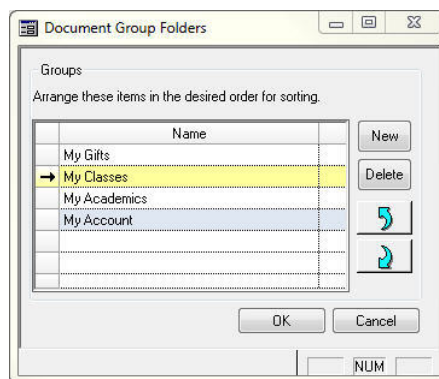 Document Group Folders
Groups
Arrange these items in the desired order for sorting.
Name
New
My Gifts
My Classes
Delete
My Academics
My Account
OK
Cancel
NUM